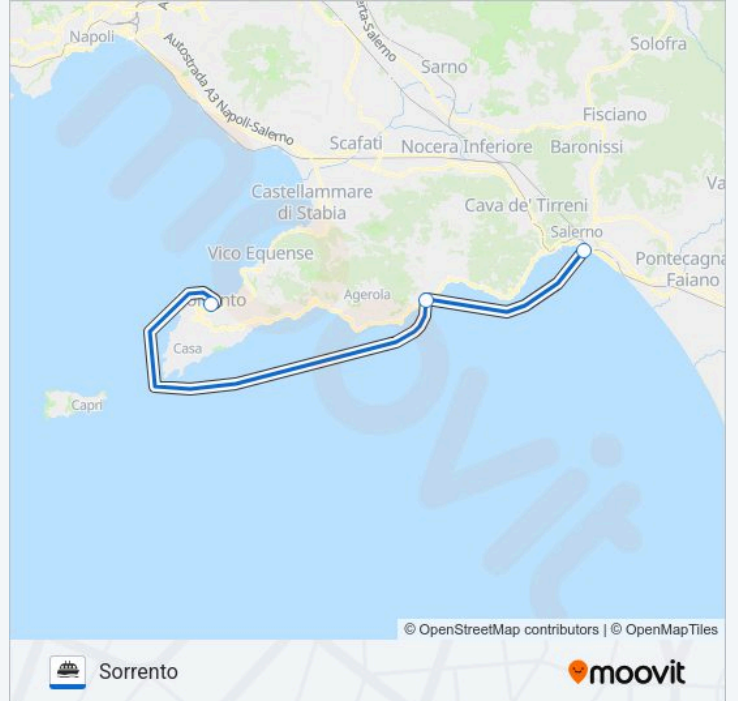 Napoli
Autostrada A3 Napoli-Salerno
Solofra
Sarno
Fisciano
Scafati
Nocera Inferiore
Baronissi
Castellammare
di Stabia
Cava de' Tirreni
Salerno
Vico Equense
Pontecagna
Faiano
Agerola
Casa
Capri
moovit
© OpenStreetMap contributors | © OpenMapTiles
Sorrento
moovit